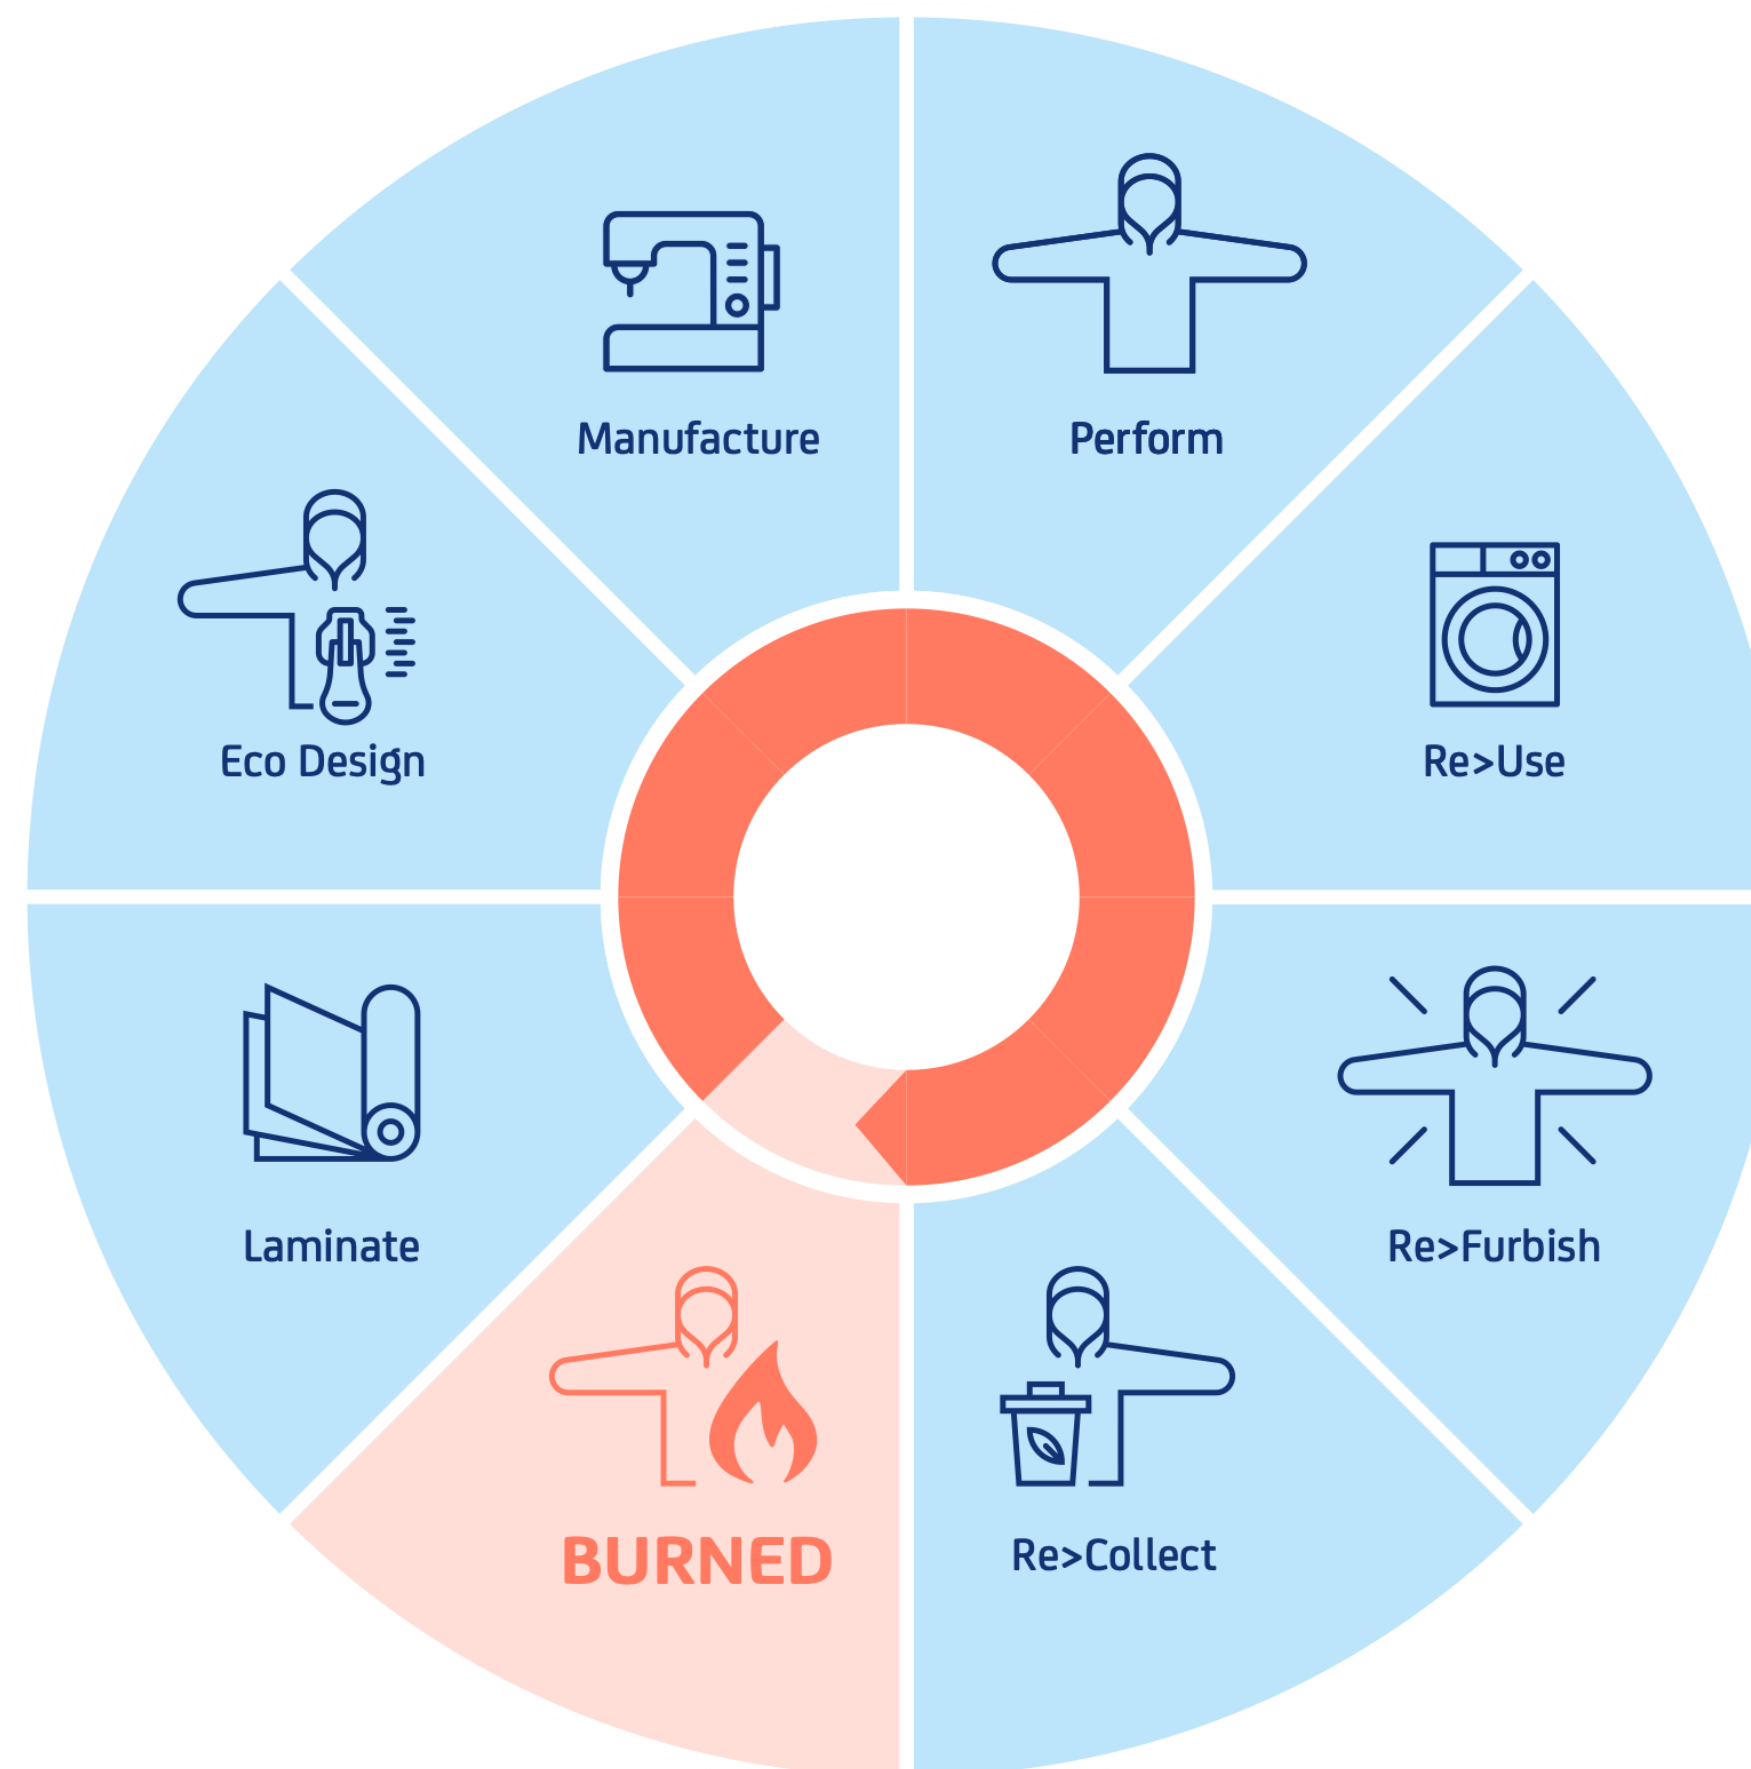 Manufacture
Perform
Eco Design
Re>Use
Laminate
Re>Furbish
BURNED
Re>Collect